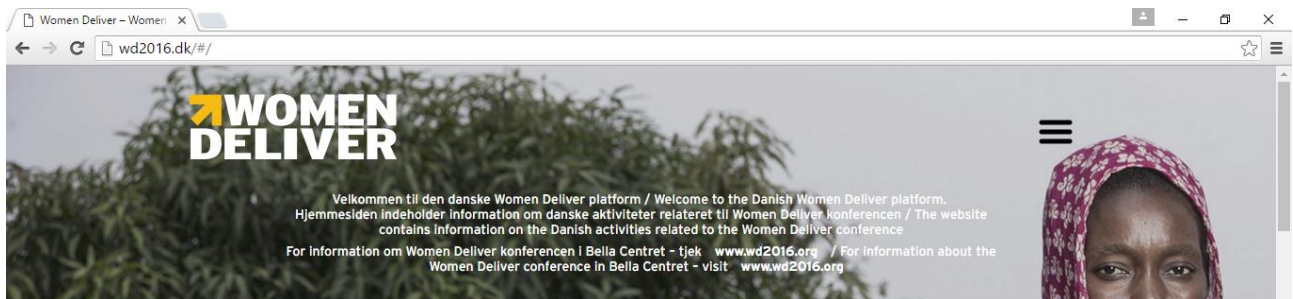 Women Deliver – Women
wd2016.dk/#/
WOMEN
DELIVER
Velkommen til den danske Women Deliver platform / Welcome to the Danish Women Deliver platform.
Hjemmesiden indeholder information om danske aktiviteter relateret til Women Deliver konferencen / The website
contains information on the Danish activities related to the Women Deliver conference
For information om Women Deliver konferencen i Bella Centret - tjek www.wd2016.org / For information about the
Women Deliver conference in Bella Centret - visit www.wd2016.org